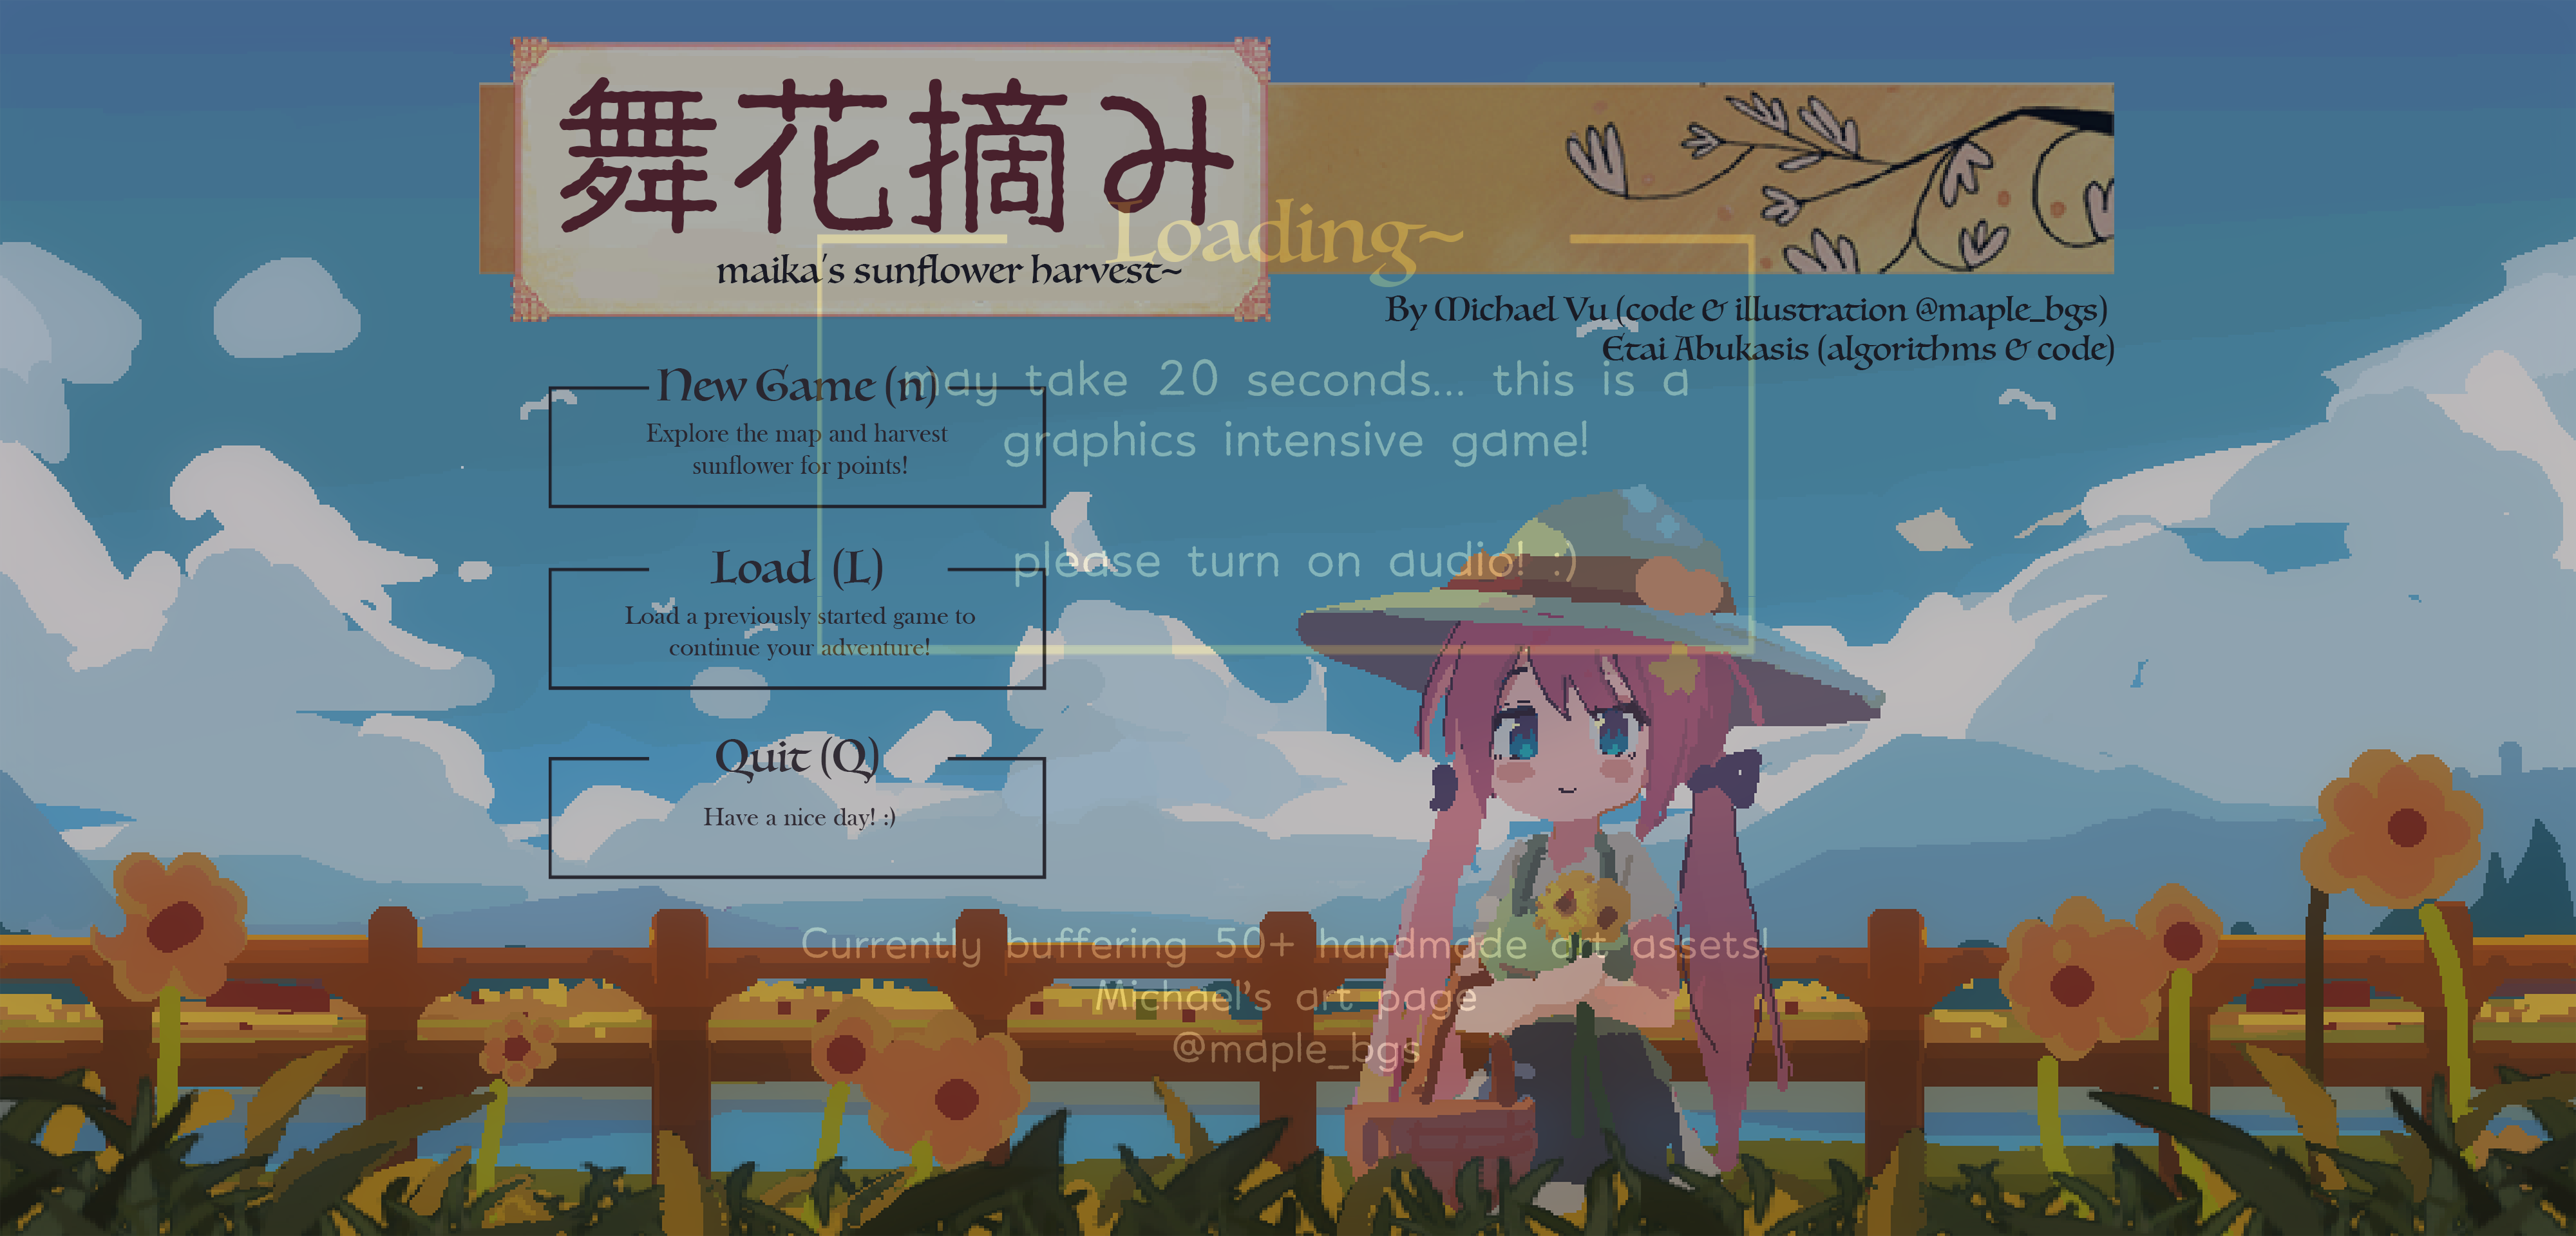 舞花摘み
maika's sunflower harvest~
By Michael Vu (code & illustration @maple_bgs)
Etai Abukasis (algorithms & code)
New Game (n)
Explore the map and harvest
sunflower for points!
Load (L)
Load a previously started game to
continue your adventure!
Quit (Q)
Have a nice day! :)
Loading~
may take 20 seconds... this is a
graphics intensive game!
please turn on audio! :)
Currently buffering 50+ handmade art assets!
Michael's art page
@maple_bgs